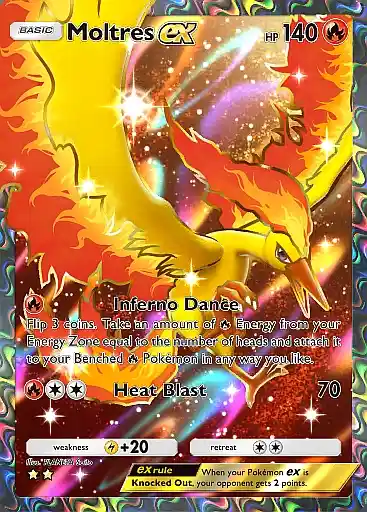 BASIC Moltres ex HP 140
Inferno Dance
Flip 3 coins. Take an amount of Energy from your
Energy Zone equal to the number of heads and attach it
to your Benched Pokémon in any way you like.
Heat Blast 70
weakness +20 retreat
Illus. PLANETA
ex rule When your Pokémon ex is
Knocked Out, your opponent gets 2 points.